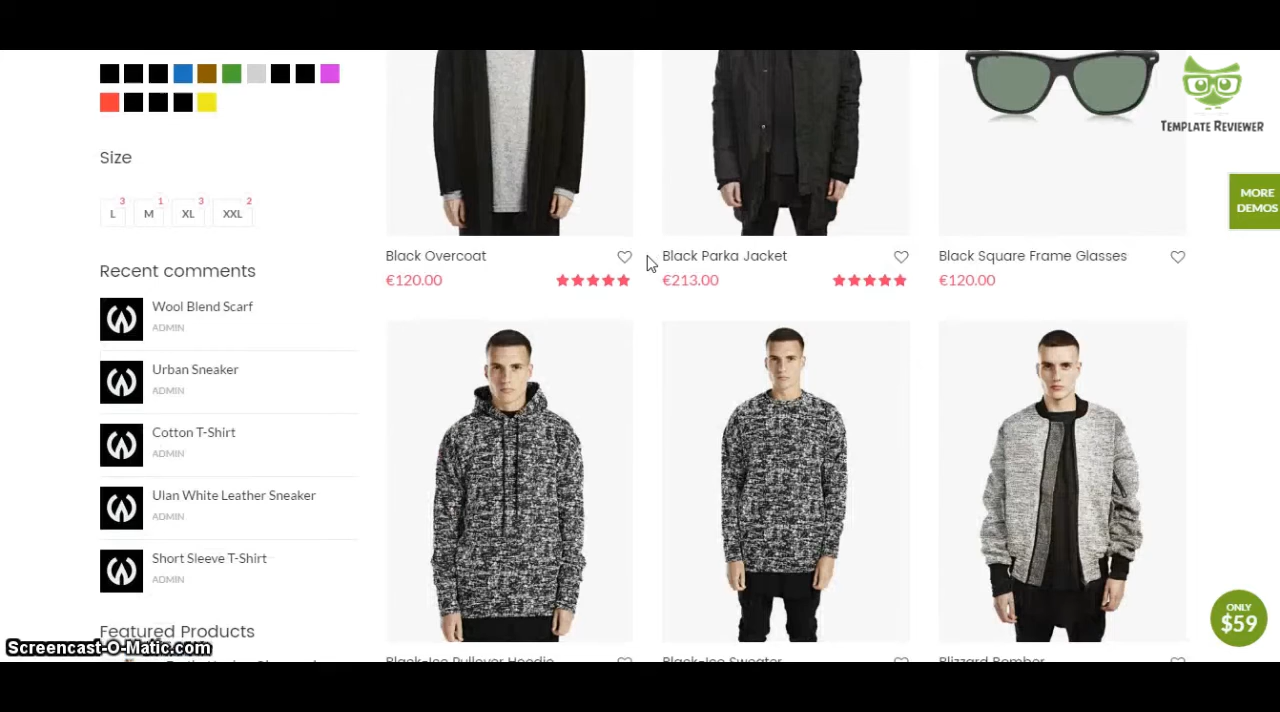 TEMPLATE REVIEWER
MORE
DEMOS
Size
L 3
M 1
XL 3
XXL 2
Recent comments
Wool Blend Scarf
ADMIN
Urban Sneaker
ADMIN
Cotton T-Shirt
ADMIN
Ulan White Leather Sneaker
ADMIN
Short Sleeve T-Shirt
ADMIN
Featured Products
Black Overcoat
€120.00
Black Parka Jacket
€213.00
Black Square Frame Glasses
€120.00
Black-Ice Pullover Hoodie
Black-Ice Sweater
Blizzard Bomber
ONLY
$59
Screencast-O-Matic.com